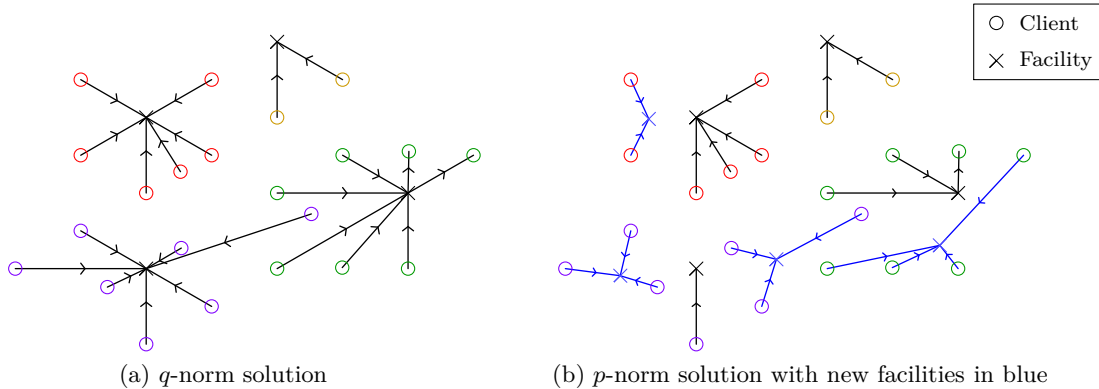 Client
Facility
(a) q-norm solution
(b) p-norm solution with new facilities in blue